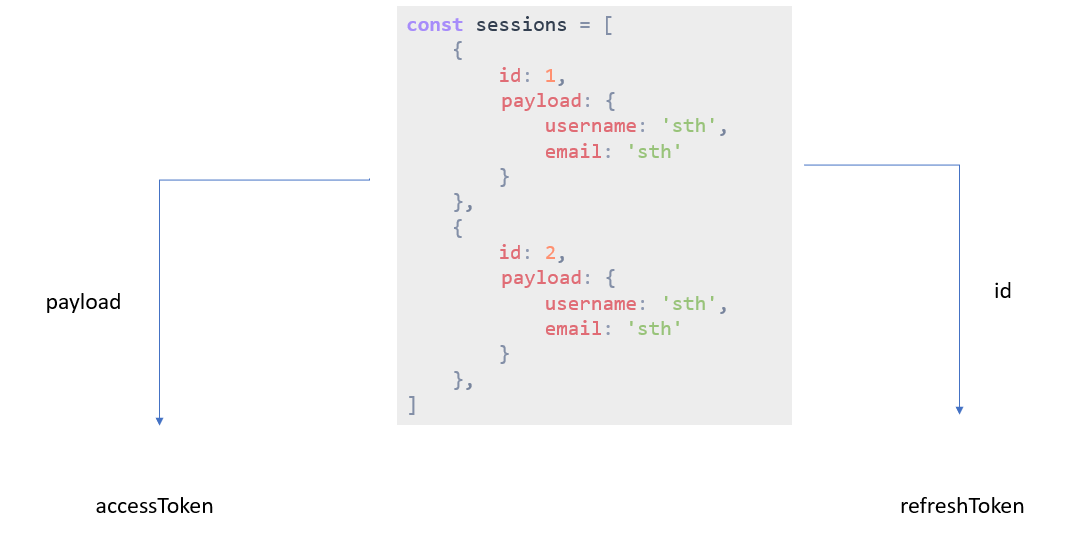 const sessions = [
{
id: 1,
payload: {
username: 'sth',
email: 'sth'
}
},
{
id: 2,
payload: {
username: 'sth',
email: 'sth'
}
},
]
payload
id
accessToken
refreshToken